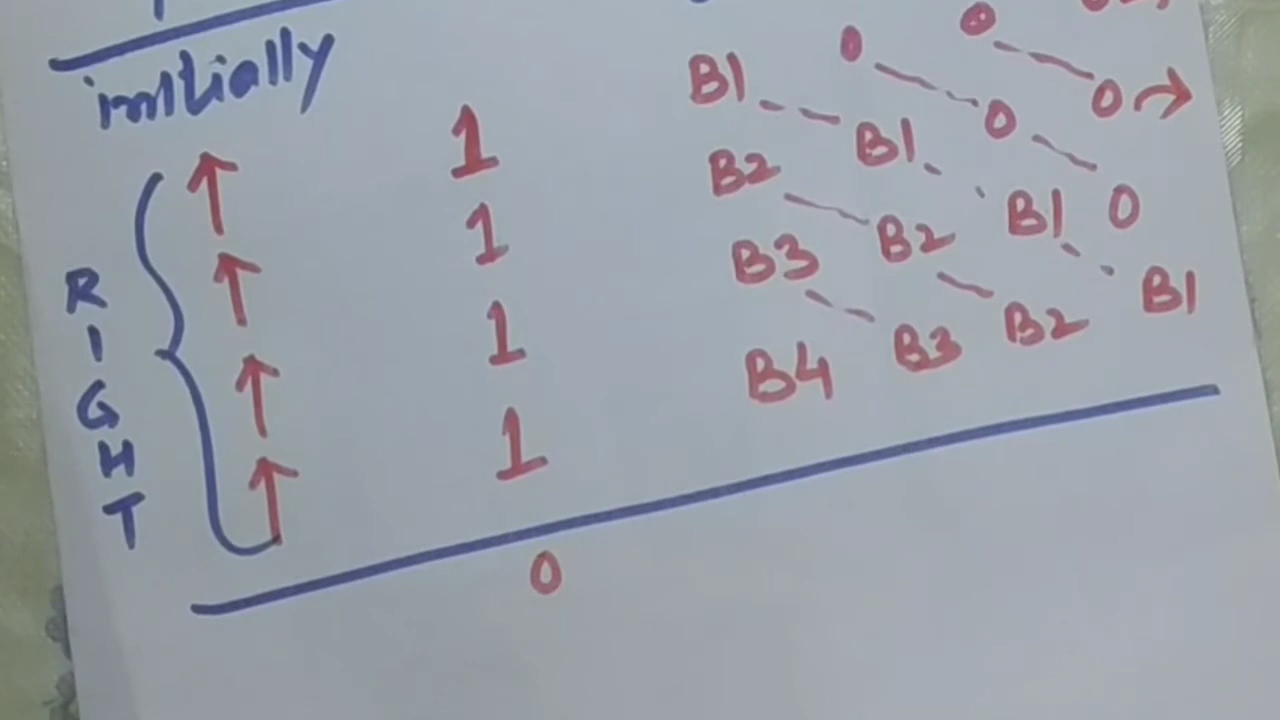 initially 0 0
↑ 1 B1 0 0 →
↑ 1 B2 B1 B1 0
↑ 1 B3 B2 B2 B1
↑ 1 B4 B3
RIGHT
0